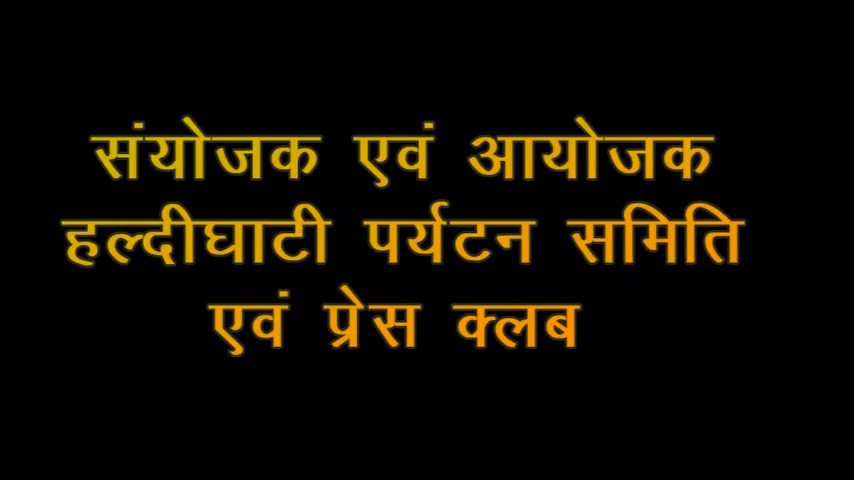 संयोजक एवं आयोजक
हल्दीघाटी पर्यटन समिति
एवं प्रेस क्लब